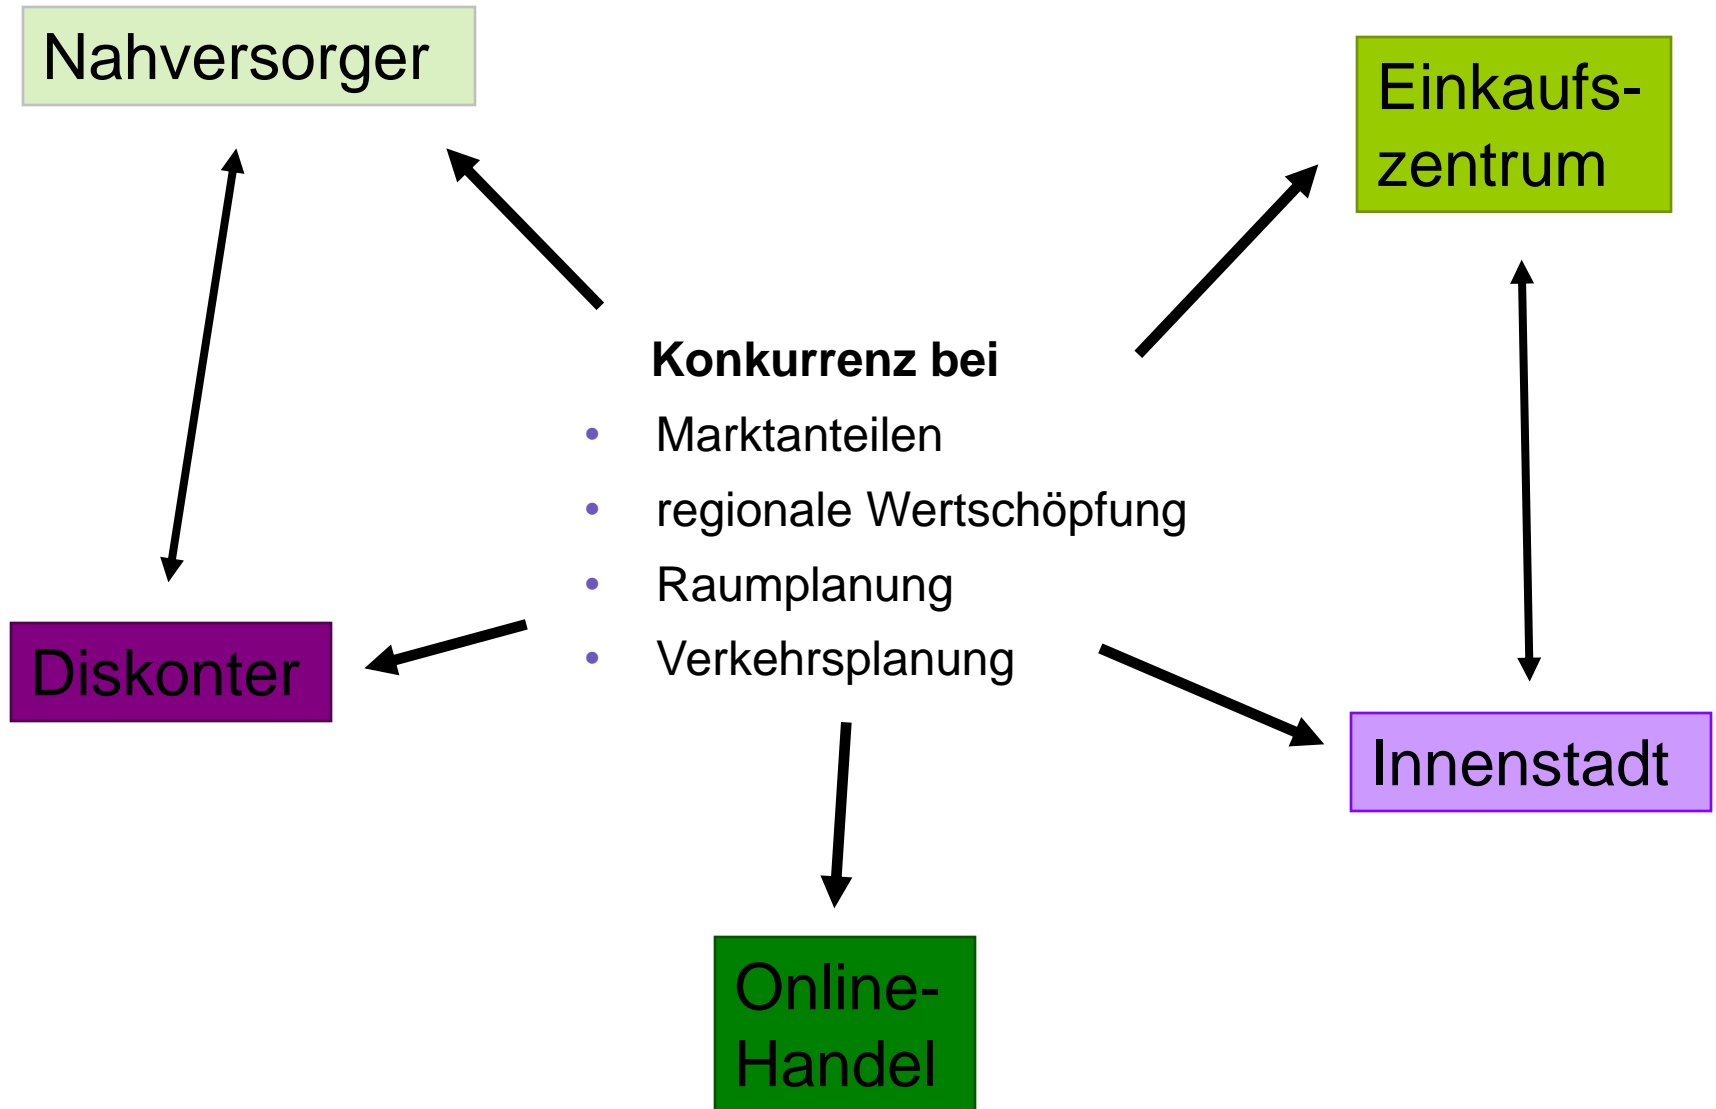 Nahversorger
Einkaufs-
zentrum
Konkurrenz bei
• Marktanteilen
• regionale Wertschöpfung
• Raumplanung
• Verkehrsplanung
Diskonter
Innenstadt
Online-
Handel